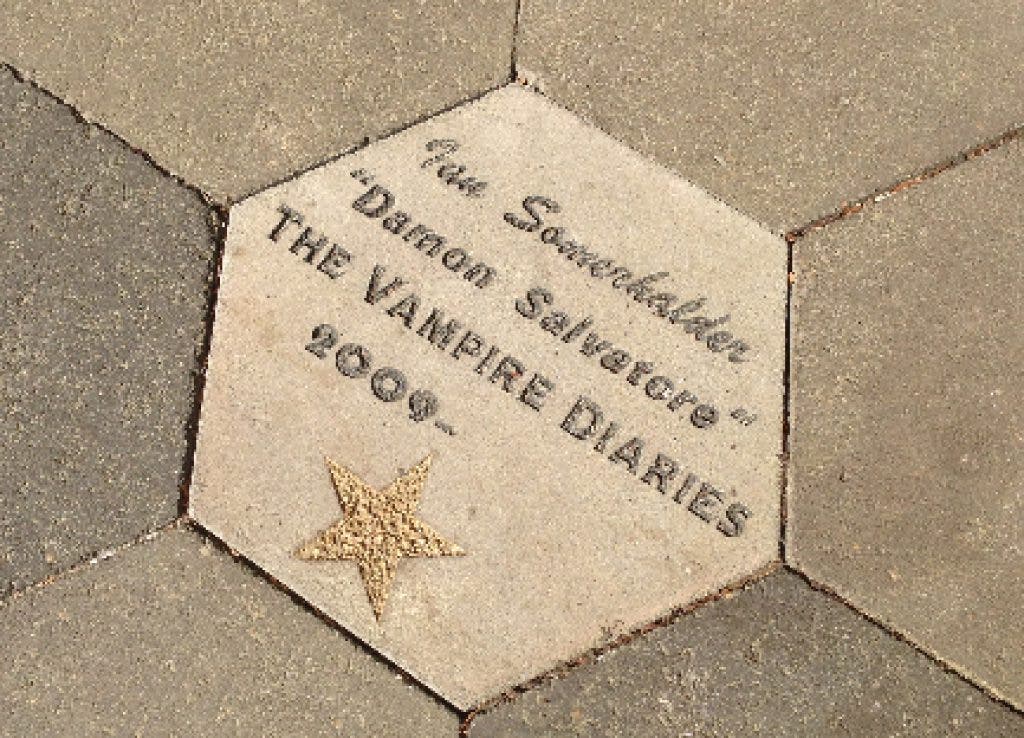 Ian Somerhalder
"Damon Salvatore"
THE VAMPIRE DIARIES
2009-